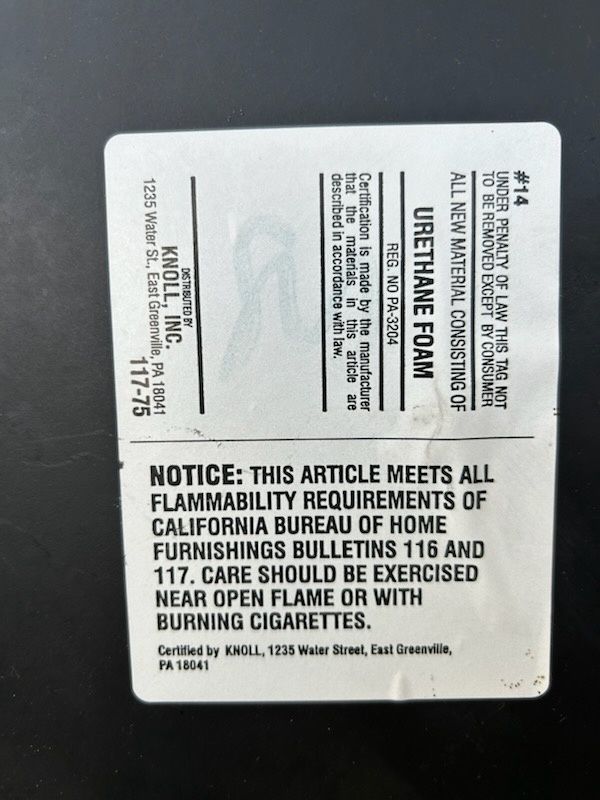 #14
UNDER PENALTY OF LAW THIS TAG NOT
TO BE REMOVED EXCEPT BY CONSUMER
ALL NEW MATERIAL CONSISTING OF
URETHANE FOAM
REG. NO PA-3204
Certification is made by the manufacturer
that the materials in this article are
described in accordance with law.
DISTRIBUTED BY
KNOLL, INC.
1235 Water St., East Greenville, PA 18041
117-75
NOTICE: THIS ARTICLE MEETS ALL
FLAMMABILITY REQUIREMENTS OF
CALIFORNIA BUREAU OF HOME
FURNISHINGS BULLETINS 116 AND
117. CARE SHOULD BE EXERCISED
NEAR OPEN FLAME OR WITH
BURNING CIGARETTES.
Certified by KNOLL, 1235 Water Street, East Greenville,
PA 18041